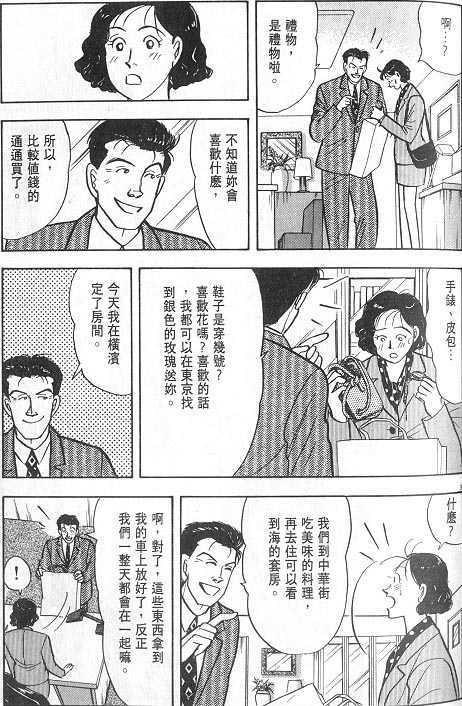 啊…?
禮物，
是禮物啦。
不知道妳會
喜歡什麼，
所以，
比較值錢的
通通買了。
手錶、皮包…
鞋子是穿幾號?
喜歡花嗎?喜歡的話
，我都可以在東京找
到銀色的玫瑰送妳。
今天我在橫濱
定了房間。
什麼?
我們到中華街
吃美味的料理，
再去住可以看
到海的套房。
啊，對了，這些東西拿到
我的車上放好了，反正
我們一整天都會在一起嘛。
!